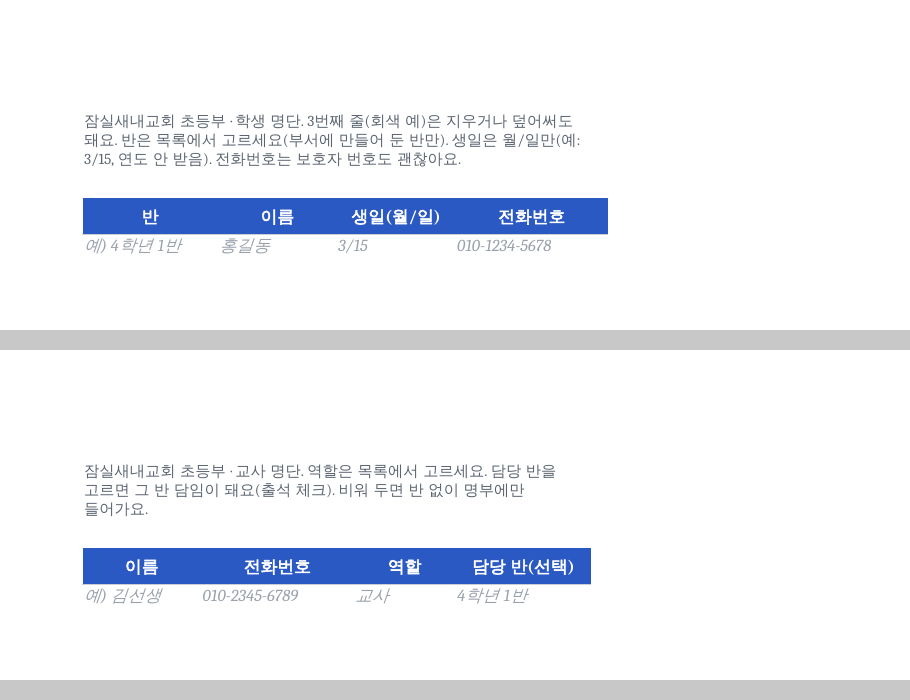 잠실새내교회 초등부 · 학생 명단. 3번째 줄(회색 예)은 지우거나 덮어써도
돼요. 반은 목록에서 고르세요(부서에 만들어 둔 반만). 생일은 월/일만(예:
3/15, 연도 안 받음). 전화번호는 보호자 번호도 괜찮아요.
반 이름 생일(월/일) 전화번호
예) 4학년 1반 홍길동 3/15 010-1234-5678
잠실새내교회 초등부 · 교사 명단. 역할은 목록에서 고르세요. 담당 반을
고르면 그 반 담임이 돼요(출석 체크). 비워 두면 반 없이 명부에만
들어가요.
이름 전화번호 역할 담당 반(선택)
예) 김선생 010-2345-6789 교사 4학년 1반